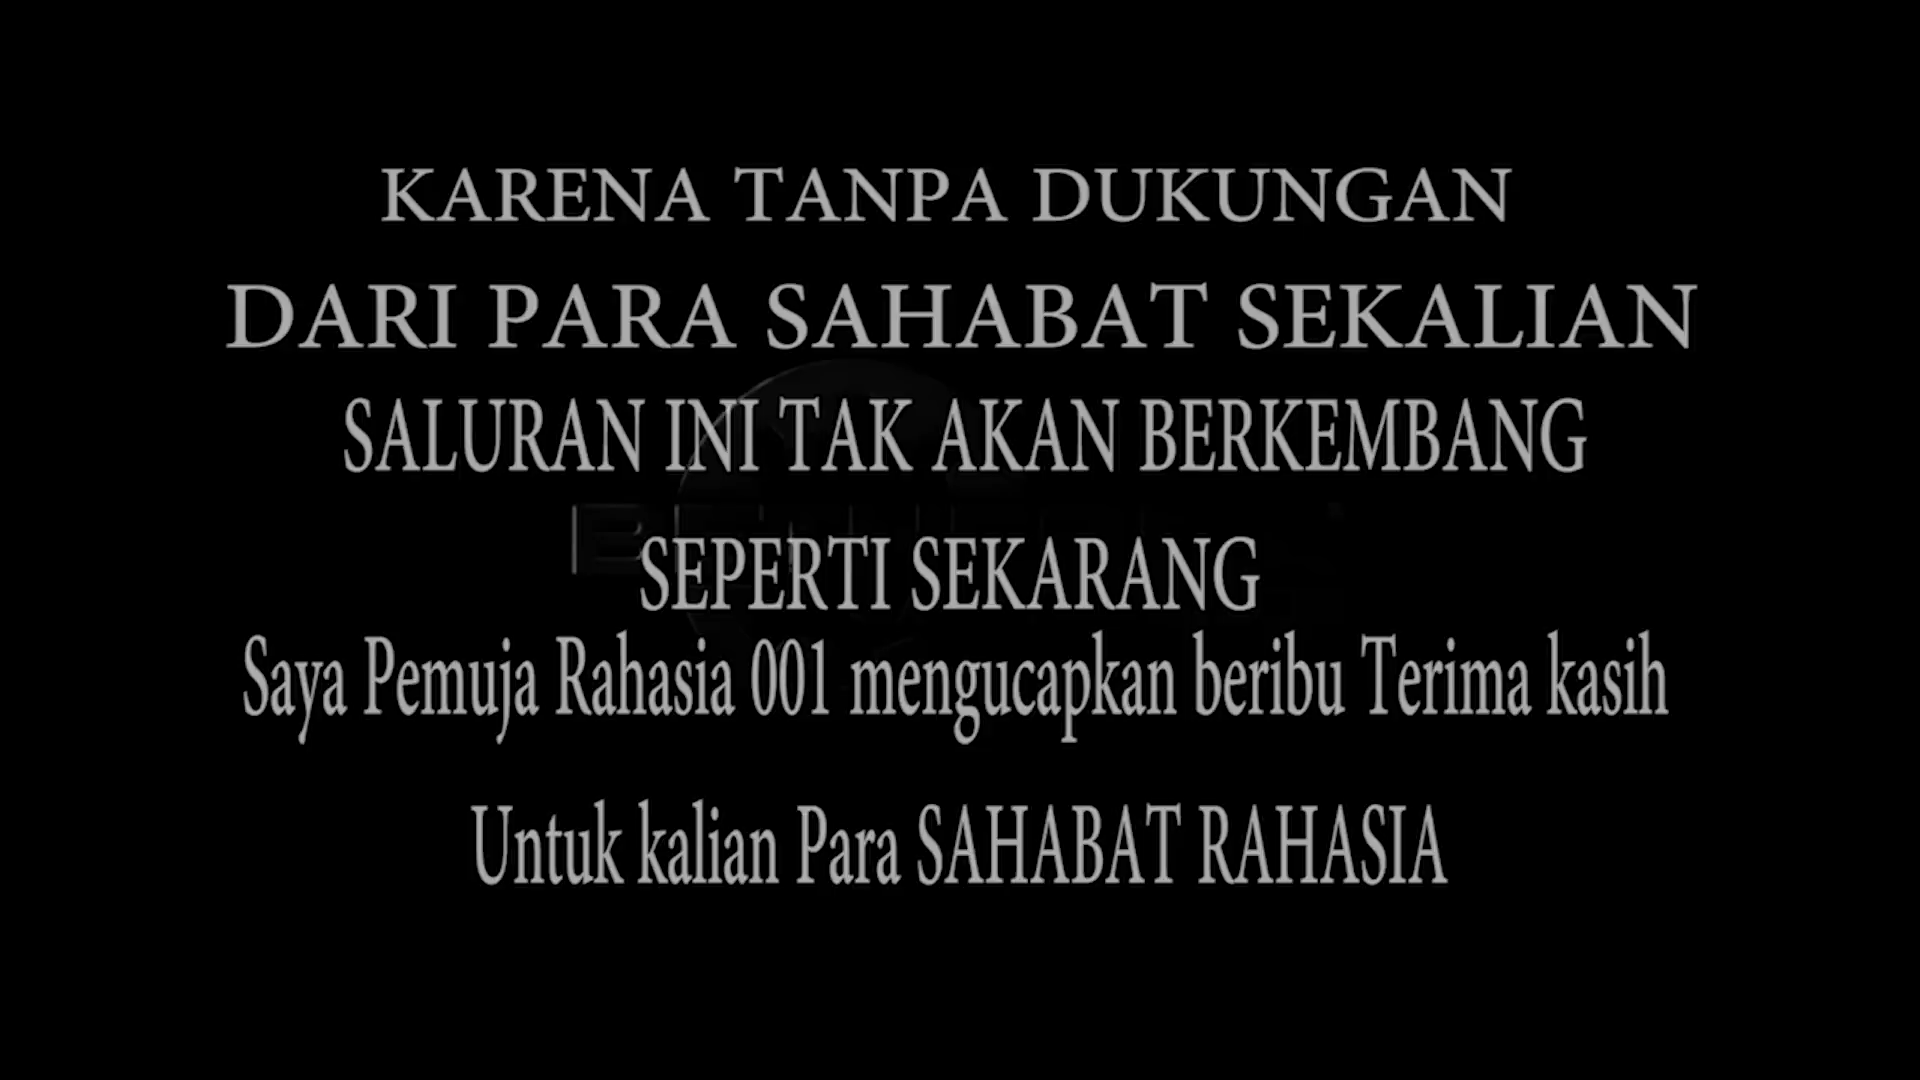 KARENA TANPA DUKUNGAN
DARI PARA SAHABAT SEKALIAN
SALURAN INI TAK AKAN BERKEMBANG
SEPERTI SEKARANG
Saya Pemuja Rahasia 001 mengucapkan beribu Terima kasih
Untuk kalian Para SAHABAT RAHASIA